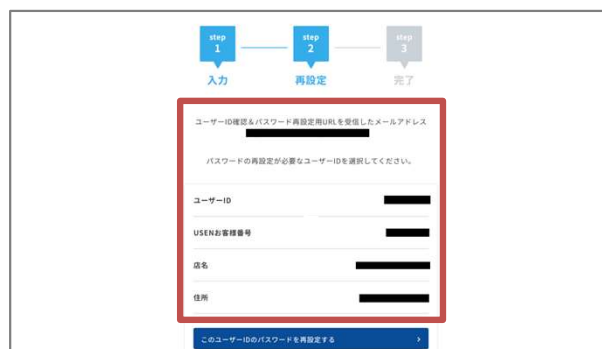 step
1
step
2
step
3
入力
再設定
完了
ユーザーID確認&パスワード再設定用URLを受信したメールアドレス
パスワードの再設定が必要なユーザーIDを選択してください。
ユーザーID
USENお客様番号
店名
住所
このユーザーIDのパスワードを再設定する